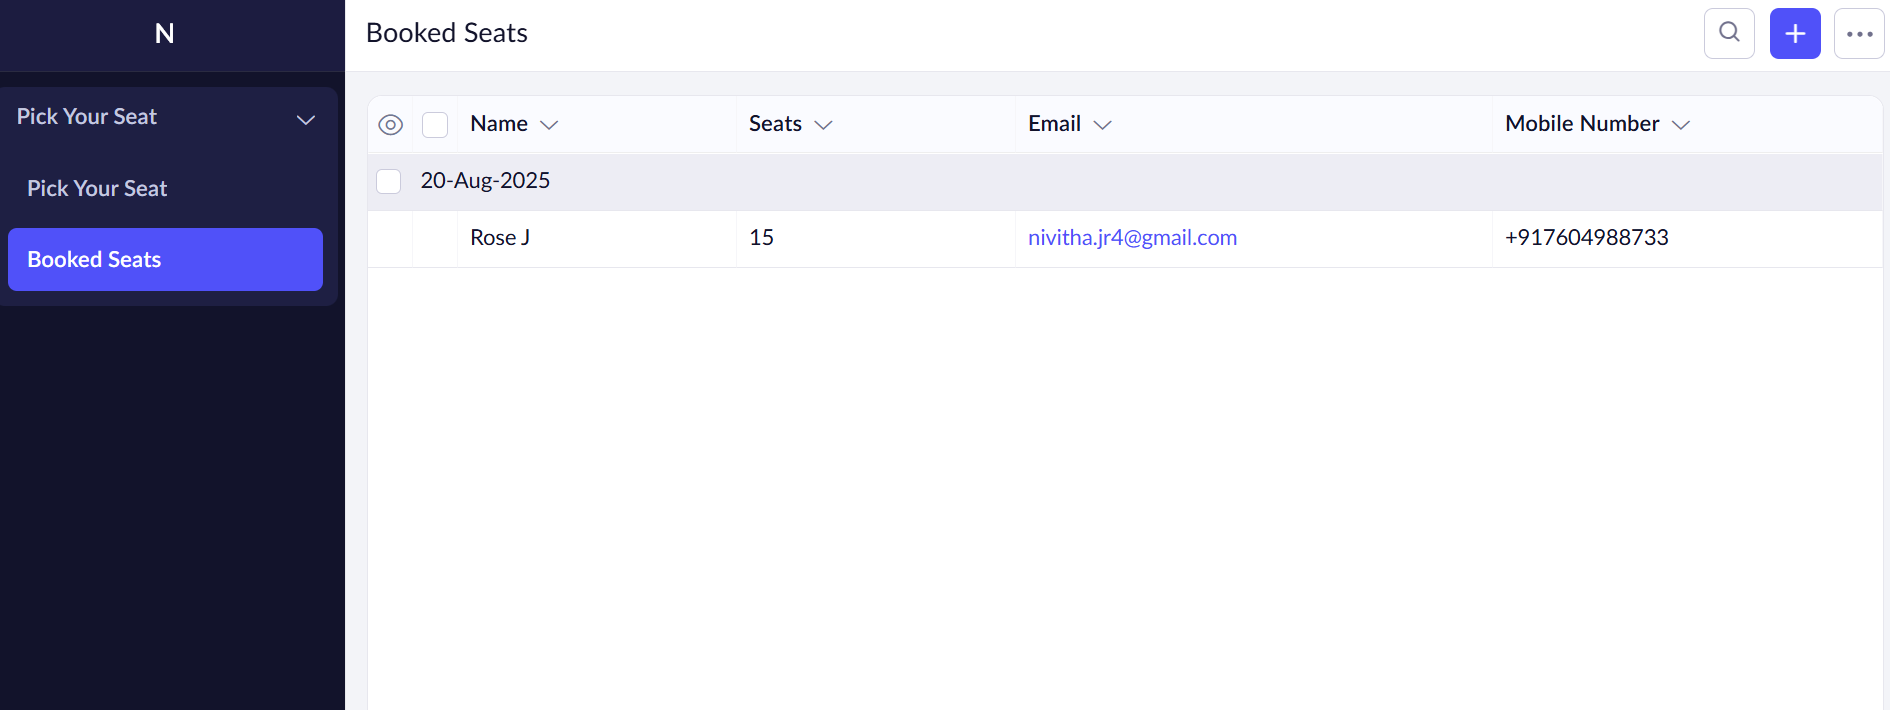 N
Pick Your Seat
Pick Your Seat
Booked Seats
Booked Seats
Name Seats Email Mobile Number
20-Aug-2025
Rose J 15 nivitha.jr4@gmail.com +917604988733